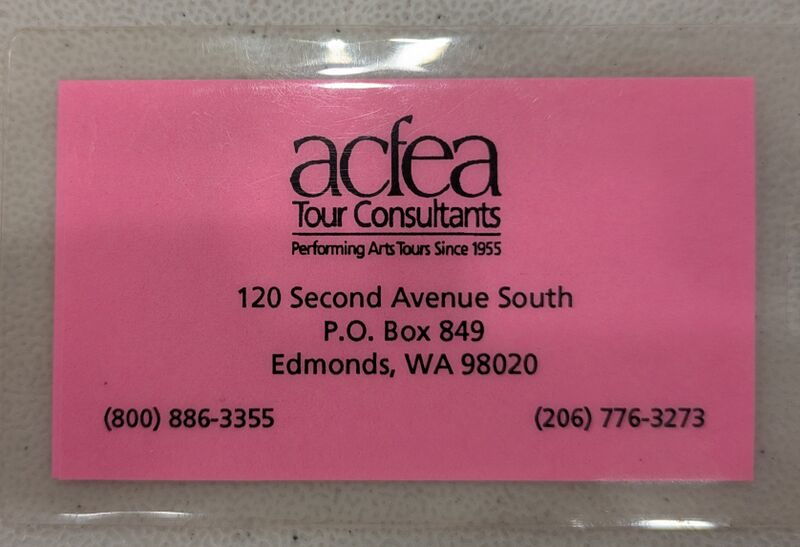 acfea
Tour Consultants
Performing Arts Tours Since 1955
120 Second Avenue South
P.O. Box 849
Edmonds, WA 98020
(800) 886-3355 (206) 776-3273